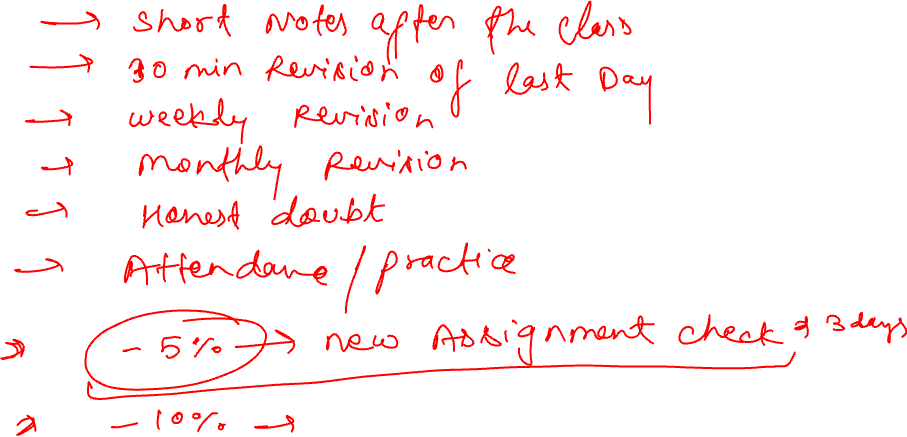 → short Notes after the class
→ 30 min Revision of last Day
→ weekly Revision
→ monthly Revision
→ Honest doubt
→ Attendance / practice
→ - 5% → new Assignment check 3 days
→ - 10% →